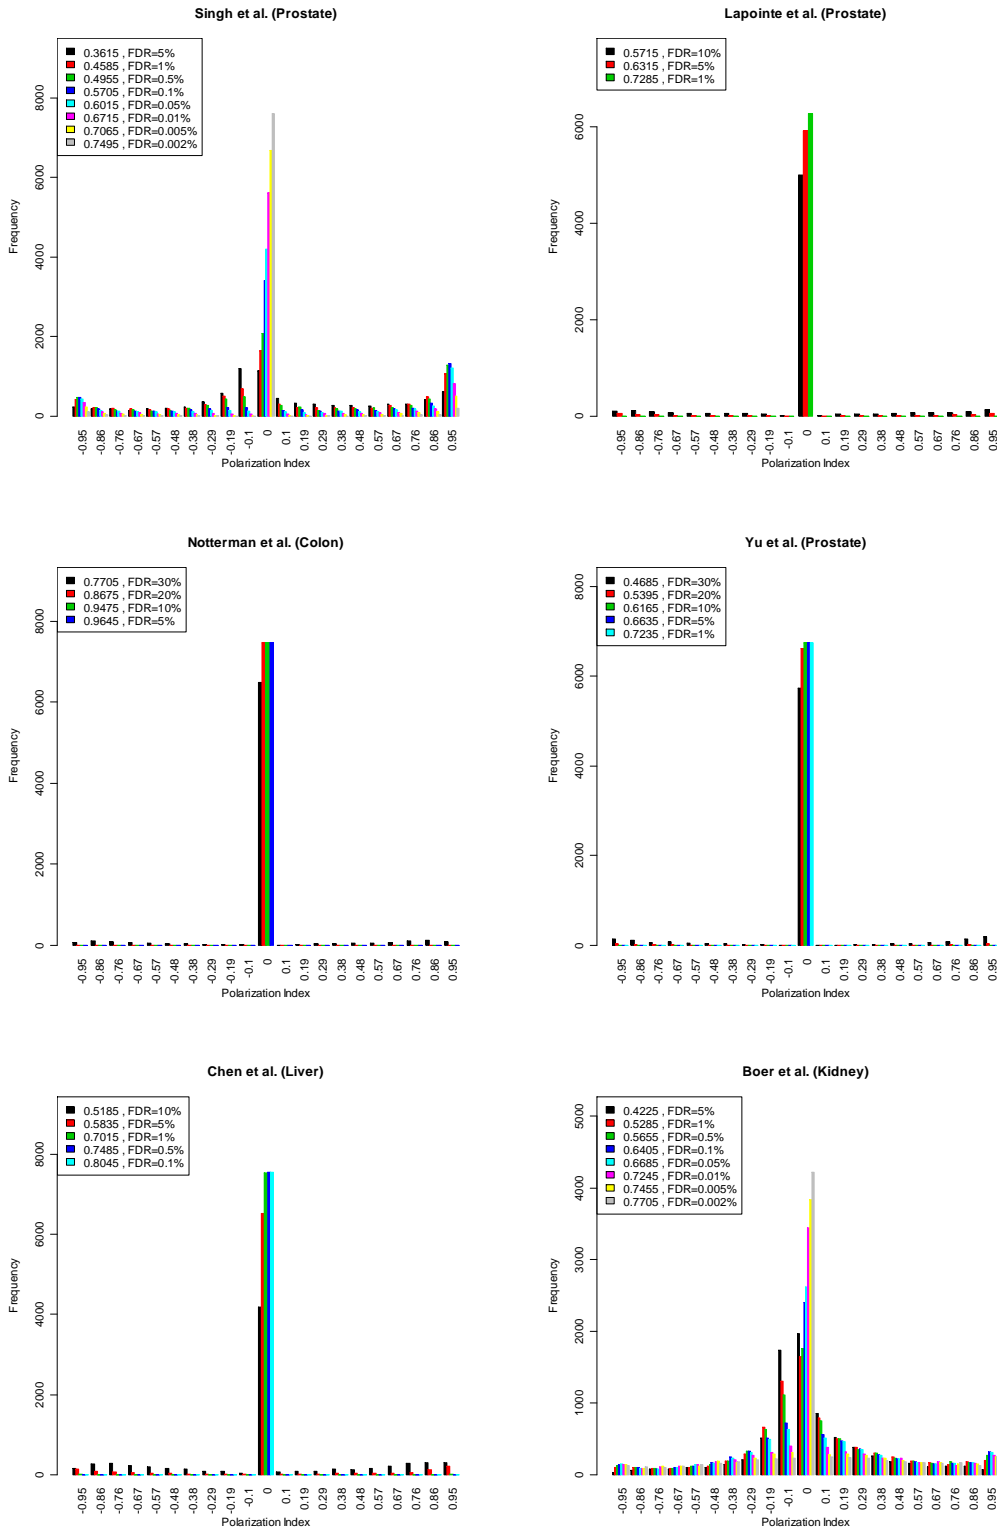 Singh et al. (Prostate)
0.3615 , FDR=5%
0.4585 , FDR=1%
0.4955 , FDR=0.5%
0.5705 , FDR=0.1%
0.6015 , FDR=0.05%
0.6715 , FDR=0.01%
0.7065 , FDR=0.005%
0.7495 , FDR=0.002%
Frequency
0 2000 4000 6000 8000
-0.95 -0.86 -0.76 -0.67 -0.57 -0.48 -0.38 -0.29 -0.19 -0.1 0 0.1 0.19 0.29 0.38 0.48 0.57 0.67 0.76 0.86 0.95
Polarization Index
Lapointe et al. (Prostate)
0.5715 , FDR=10%
0.6315 , FDR=5%
0.7285 , FDR=1%
Frequency
0 2000 4000 6000
-0.95 -0.86 -0.76 -0.67 -0.57 -0.48 -0.38 -0.29 -0.19 -0.1 0 0.1 0.19 0.29 0.38 0.48 0.57 0.67 0.76 0.86 0.95
Polarization Index
Notterman et al. (Colon)
0.7705 , FDR=30%
0.8675 , FDR=20%
0.9475 , FDR=10%
0.9645 , FDR=5%
Frequency
0 2000 4000 6000 8000
-0.95 -0.86 -0.76 -0.67 -0.57 -0.48 -0.38 -0.29 -0.19 -0.1 0 0.1 0.19 0.29 0.38 0.48 0.57 0.67 0.76 0.86 0.95
Polarization Index
Yu et al. (Prostate)
0.4685 , FDR=30%
0.5395 , FDR=20%
0.6165 , FDR=10%
0.6635 , FDR=5%
0.7235 , FDR=1%
Frequency
0 2000 4000 6000 8000
-0.95 -0.86 -0.76 -0.67 -0.57 -0.48 -0.38 -0.29 -0.19 -0.1 0 0.1 0.19 0.29 0.38 0.48 0.57 0.67 0.76 0.86 0.95
Polarization Index
Chen et al. (Liver)
0.5185 , FDR=10%
0.5835 , FDR=5%
0.7015 , FDR=1%
0.7485 , FDR=0.5%
0.8045 , FDR=0.1%
Frequency
0 2000 4000 6000 8000
-0.95 -0.86 -0.76 -0.67 -0.57 -0.48 -0.38 -0.29 -0.19 -0.1 0 0.1 0.19 0.29 0.38 0.48 0.57 0.67 0.76 0.86 0.95
Polarization Index
Boer et al. (Kidney)
0.4225 , FDR=5%
0.5285 , FDR=1%
0.5655 , FDR=0.5%
0.6405 , FDR=0.1%
0.6685 , FDR=0.05%
0.7245 , FDR=0.01%
0.7455 , FDR=0.005%
0.7705 , FDR=0.002%
Frequency
0 1000 2000 3000 4000 5000
-0.95 -0.86 -0.76 -0.67 -0.57 -0.48 -0.38 -0.29 -0.19 -0.1 0 0.1 0.19 0.29 0.38 0.48 0.57 0.67 0.76 0.86 0.95
Polarization Index